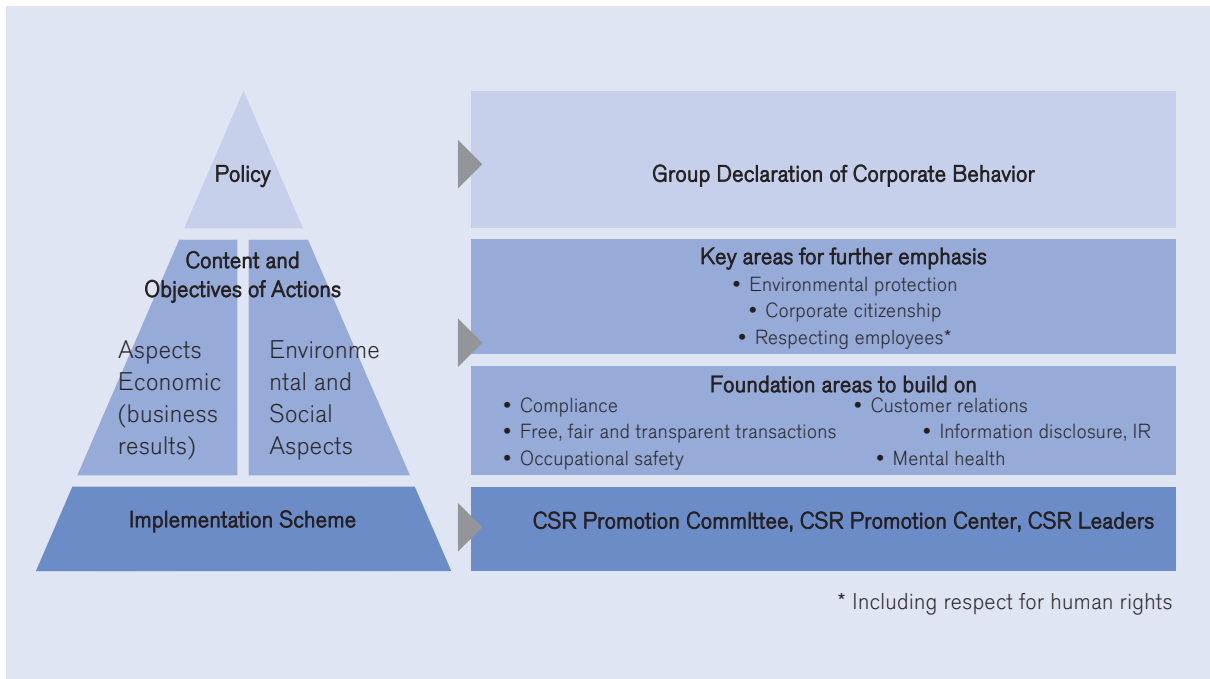 Policy
Group Declaration of Corporate Behavior
Content and
Objectives of Actions
Aspects
Economic
(business
results)
Environme
ntal and
Social
Aspects
Key areas for further emphasis
• Environmental protection
• Corporate citizenship
• Respecting employees*
Foundation areas to build on
• Compliance
• Customer relations
• Free, fair and transparent transactions
• Information disclosure, IR
• Occupational safety
• Mental health
Implementation Scheme
CSR Promotion CommIttee, CSR Promotion Center, CSR Leaders
* Including respect for human rights